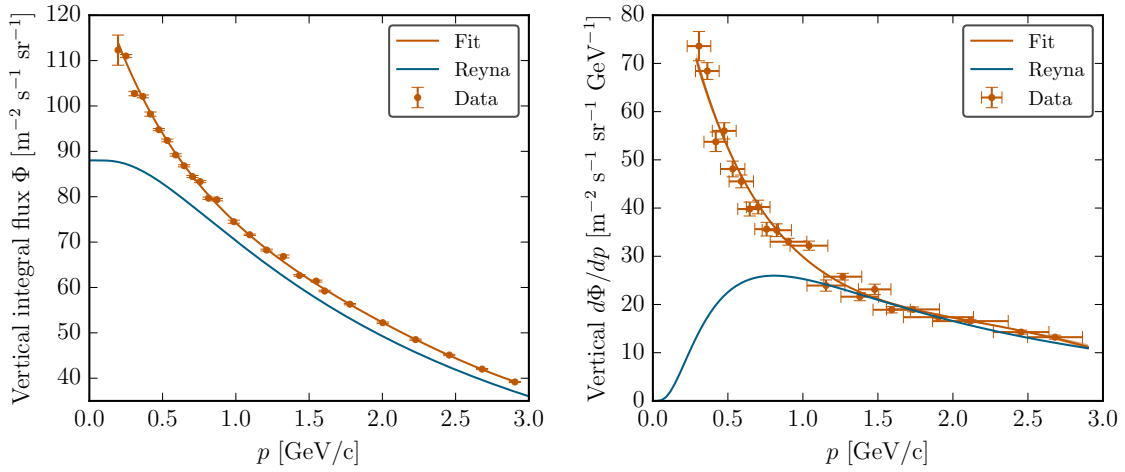 Vertical integral flux Φ [m⁻² s⁻¹ sr⁻¹]
120
110
100
90
80
70
60
50
40
0.0 0.5 1.0 1.5 2.0 2.5 3.0
p [GeV/c]
Fit
Reyna
Data
Vertical dΦ/dp [m⁻² s⁻¹ sr⁻¹ GeV⁻¹]
80
70
60
50
40
30
20
10
0
0.0 0.5 1.0 1.5 2.0 2.5 3.0
p [GeV/c]
Fit
Reyna
Data